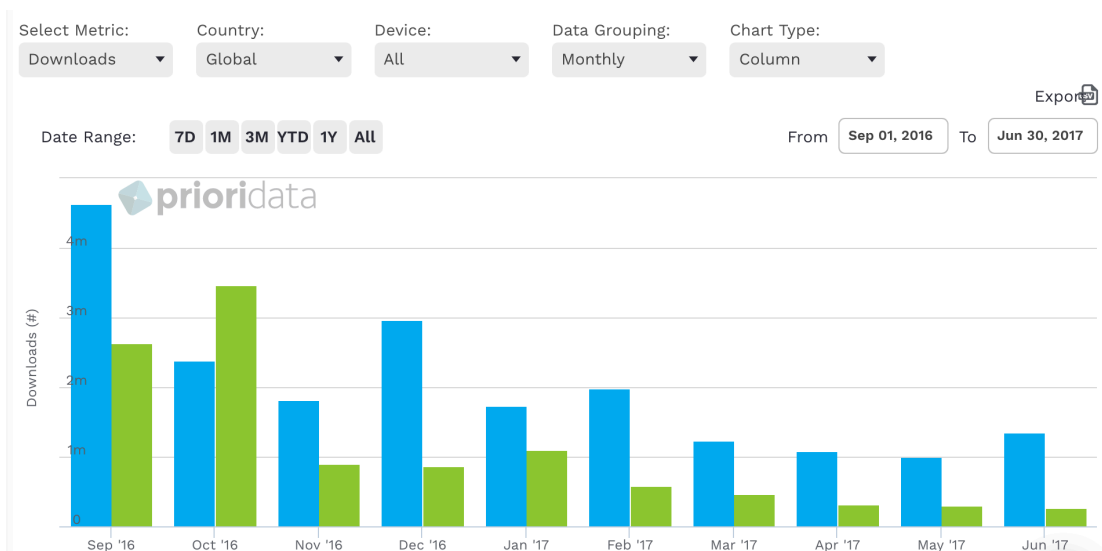 Select Metric: Country: Device: Data Grouping: Chart Type:
Downloads Global All Monthly Column
Export
CSV
Date Range: 7D 1M 3M YTD 1Y All From Sep 01, 2016 To Jun 30, 2017
prioridata
4m
3m
2m
1m
0
Downloads (#)
Sep '16 Oct '16 Nov '16 Dec '16 Jan '17 Feb '17 Mar '17 Apr '17 May '17 Jun '17